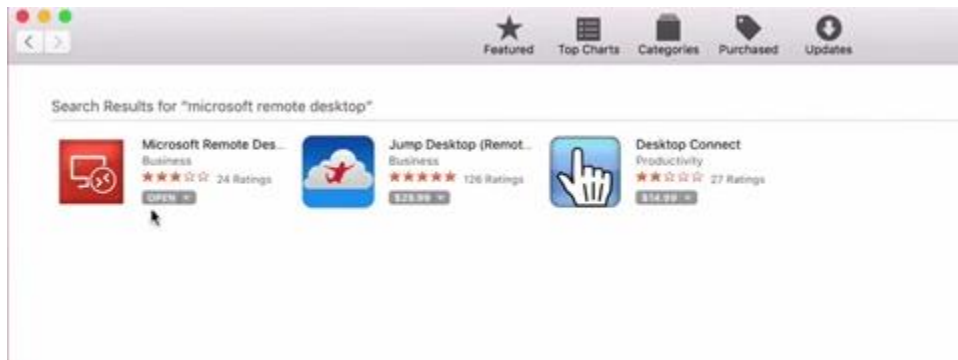 Featured
Top Charts
Categories
Purchased
Updates
Search Results for "microsoft remote desktop"
Microsoft Remote Des...
Business
24 Ratings
OPEN
Jump Desktop (Remot...
Business
126 Ratings
$29.99
Desktop Connect
Productivity
27 Ratings
$14.99